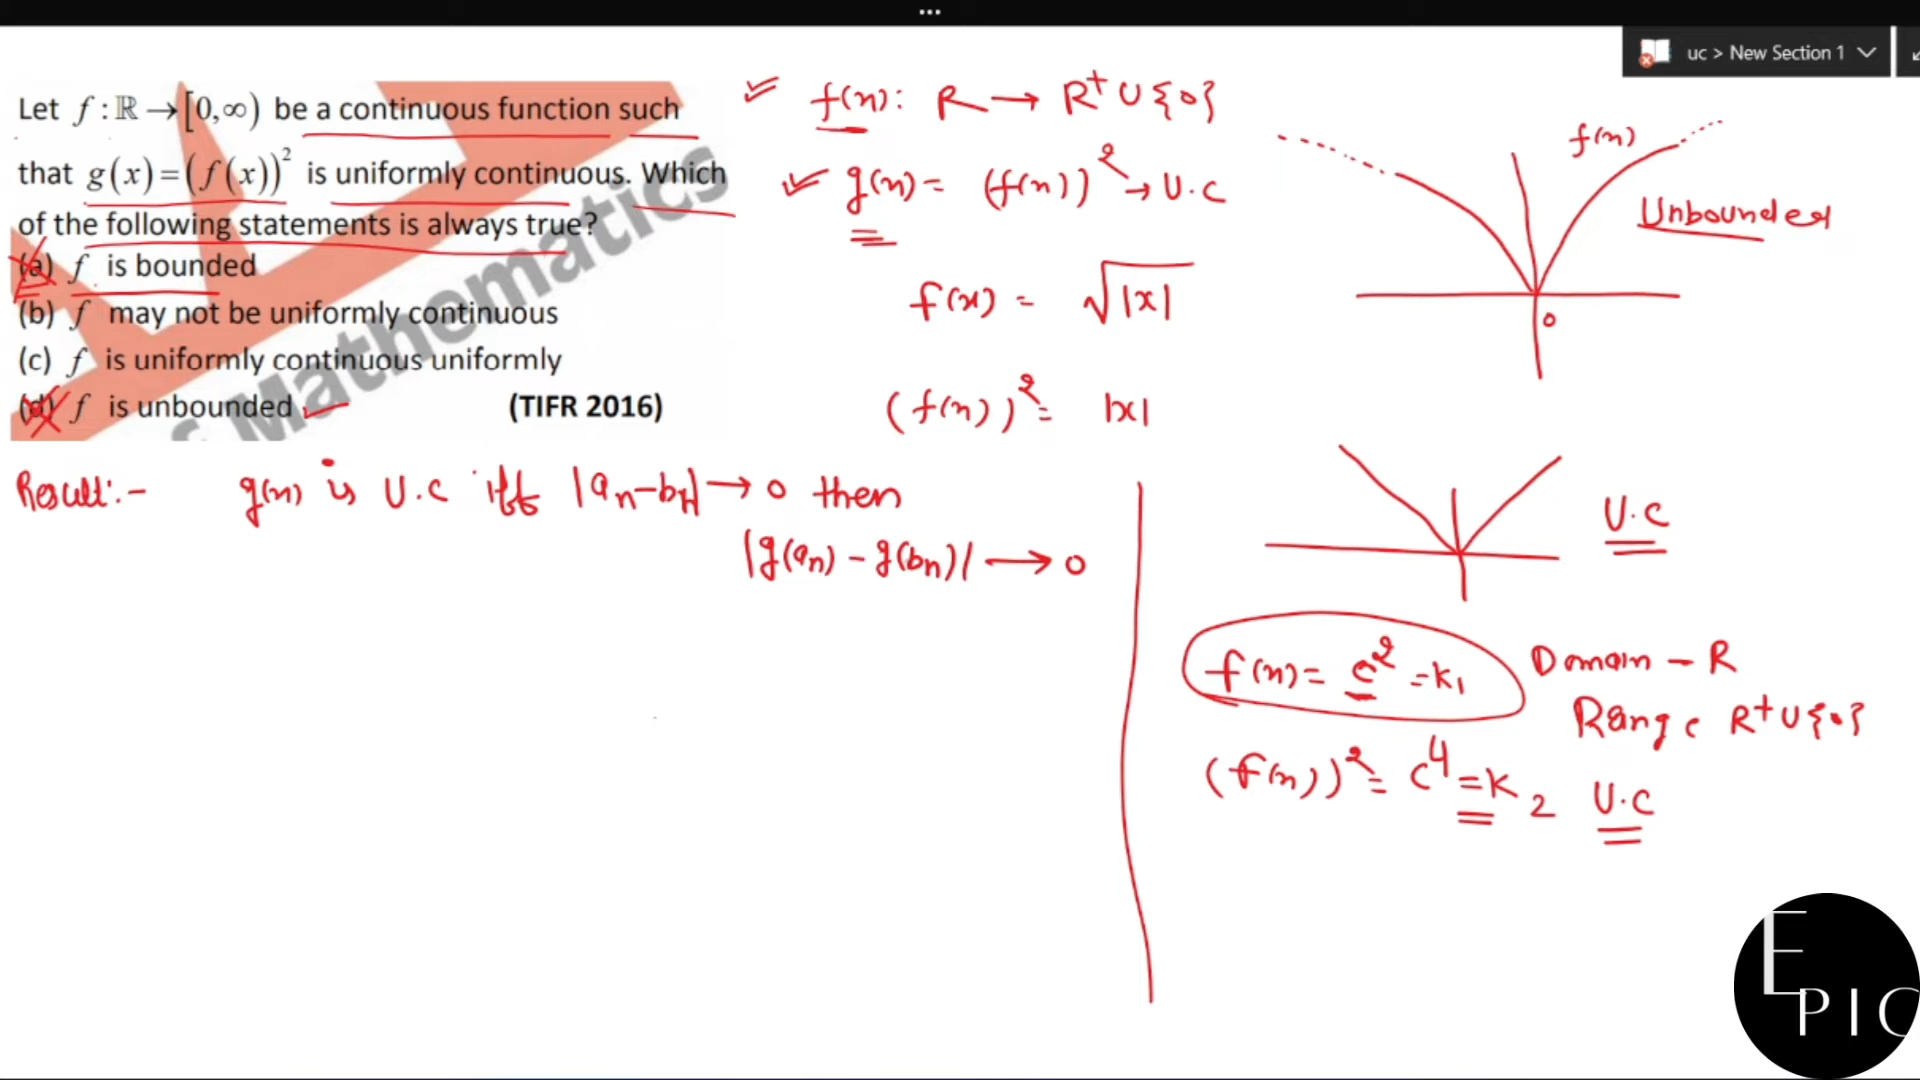 ...
uc > New Section 1
Let f : ℝ → [0,∞) be a continuous function such
that g(x) = (f(x))² is uniformly continuous. Which
of the following statements is always true?
(a) f is bounded
(b) f may not be uniformly continuous
(c) f is uniformly continuous uniformly
(d) f is unbounded
(TIFR 2016)
Mathematics
f(x): R → R⁺ ∪ {0}
g(x) = (f(x))² → U.C
f(x) = √|x|
(f(x))² = |x|
f(x)
Unbounded
0
Result:- g(x) is U.C iff |aₙ-bₙ| → 0 then
|g(aₙ) - g(bₙ)| → 0
U.C
f(x) = c² = k₁
Domain - R
Range R⁺ ∪ {0}
(f(x))² = c⁴ = k₂ U.C
EPIC